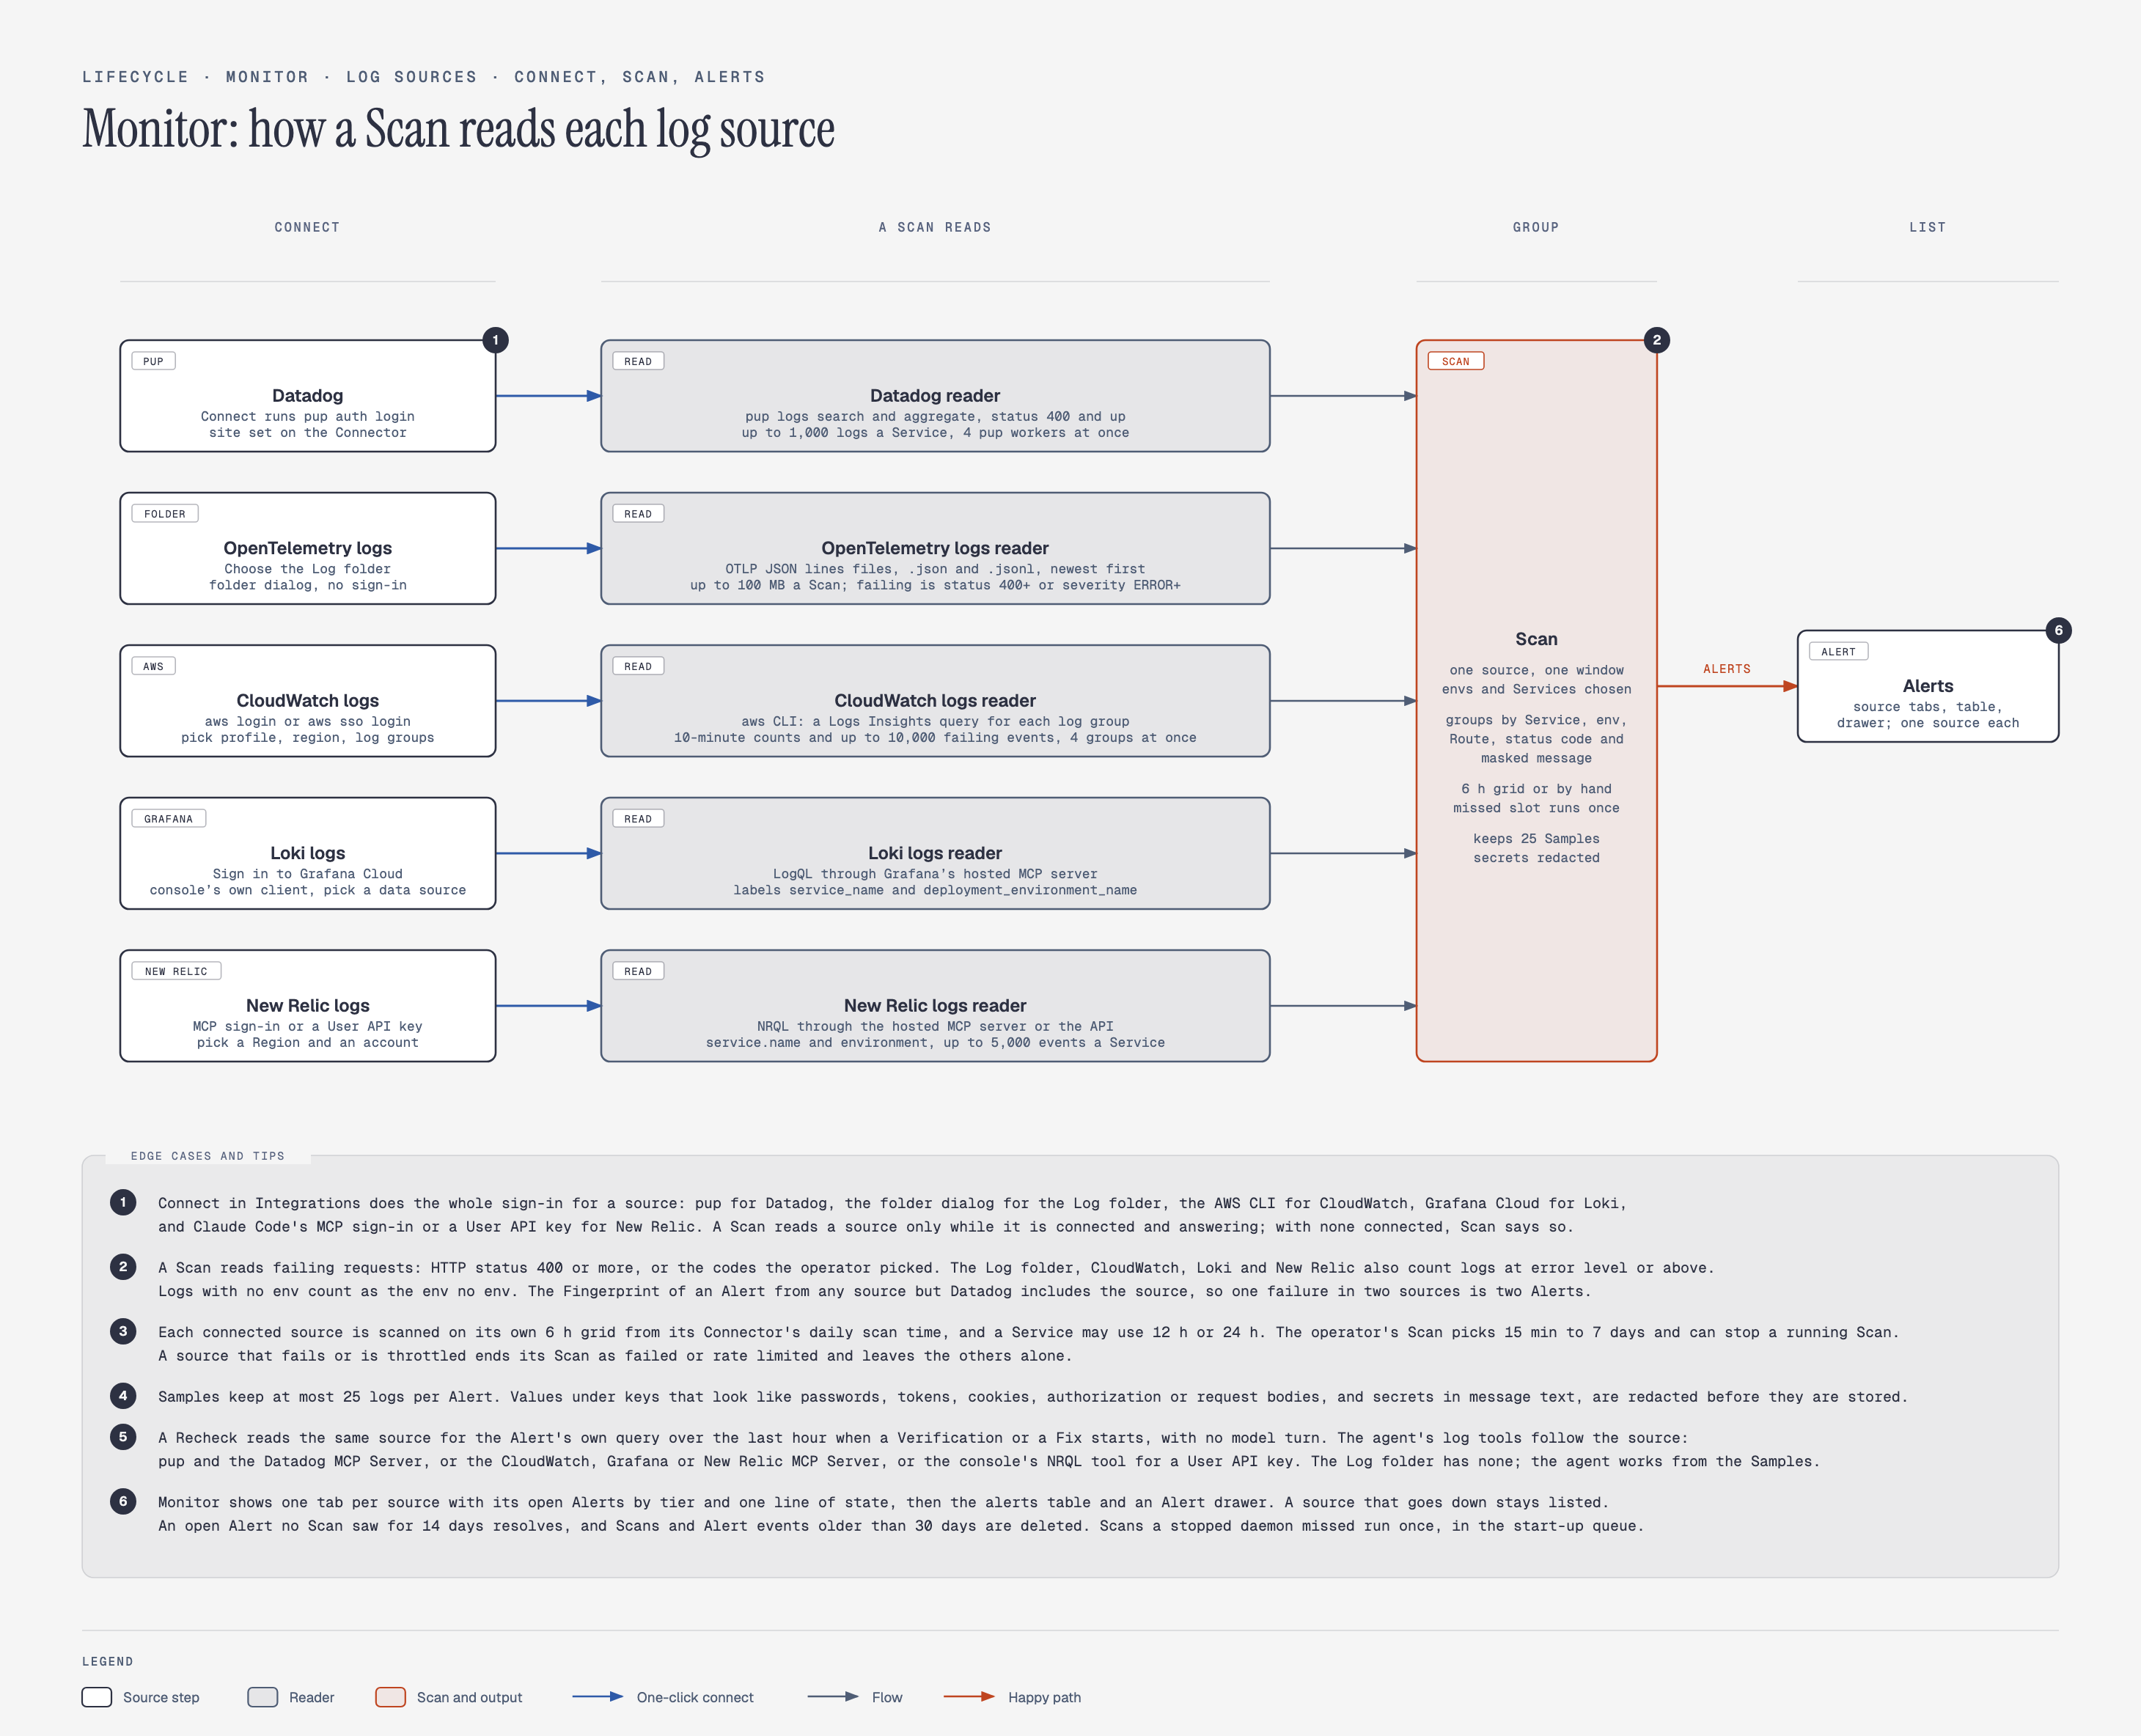 LIFECYCLE · MONITOR · LOG SOURCES · CONNECT, SCAN, ALERTS
Monitor: how a Scan reads each log source
CONNECT
A SCAN READS
GROUP
LIST
1
2
PUP
Datadog
Connect runs pup auth login
site set on the Connector
READ
Datadog reader
pup logs search and aggregate, status 400 and up
up to 1,000 logs a Service, 4 pup workers at once
FOLDER
OpenTelemetry logs
Choose the Log folder
folder dialog, no sign-in
READ
OpenTelemetry logs reader
OTLP JSON lines files, .json and .jsonl, newest first
up to 100 MB a Scan; failing is status 400+ or severity ERROR+
AWS
CloudWatch logs
aws login or aws sso login
pick profile, region, log groups
READ
CloudWatch logs reader
aws CLI: a Logs Insights query for each log group
10-minute counts and up to 10,000 failing events, 4 groups at once
GRAFANA
Loki logs
Sign in to Grafana Cloud
console's own client, pick a data source
READ
Loki logs reader
LogQL through Grafana's hosted MCP server
labels service_name and deployment_environment_name
NEW RELIC
New Relic logs
MCP sign-in or a User API key
pick a Region and an account
READ
New Relic logs reader
NRQL through the hosted MCP server or the API
service.name and environment, up to 5,000 events a Service
SCAN
Scan
one source, one window
envs and Services chosen
groups by Service, env,
Route, status code and
masked message
6 h grid or by hand
missed slot runs once
keeps 25 Samples
secrets redacted
ALERTS
6
ALERT
Alerts
source tabs, table,
drawer; one source each
EDGE CASES AND TIPS
1 Connect in Integrations does the whole sign-in for a source: pup for Datadog, the folder dialog for the Log folder, the AWS CLI for CloudWatch, Grafana Cloud for Loki,
and Claude Code's MCP sign-in or a User API key for New Relic. A Scan reads a source only while it is connected and answering; with none connected, Scan says so.
2 A Scan reads failing requests: HTTP status 400 or more, or the codes the operator picked. The Log folder, CloudWatch, Loki and New Relic also count logs at error level or above.
Logs with no env count as the env no env. The Fingerprint of an Alert from any source but Datadog includes the source, so one failure in two sources is two Alerts.
3 Each connected source is scanned on its own 6 h grid from its Connector's daily scan time, and a Service may use 12 h or 24 h. The operator's Scan picks 15 min to 7 days and can stop a running Scan.
A source that fails or is throttled ends its Scan as failed or rate limited and leaves the others alone.
4 Samples keep at most 25 logs per Alert. Values under keys that look like passwords, tokens, cookies, authorization or request bodies, and secrets in message text, are redacted before they are stored.
5 A Recheck reads the same source for the Alert's own query over the last hour when a Verification or a Fix starts, with no model turn. The agent's log tools follow the source:
pup and the Datadog MCP Server, or the CloudWatch, Grafana or New Relic MCP Server, or the console's NRQL tool for a User API key. The Log folder has none; the agent works from the Samples.
6 Monitor shows one tab per source with its open Alerts by tier and one line of state, then the alerts table and an Alert drawer. A source that goes down stays listed.
An open Alert no Scan saw for 14 days resolves, and Scans and Alert events older than 30 days are deleted. Scans a stopped daemon missed run once, in the start-up queue.
LEGEND
Source step
Reader
Scan and output
One-click connect
Flow
Happy path